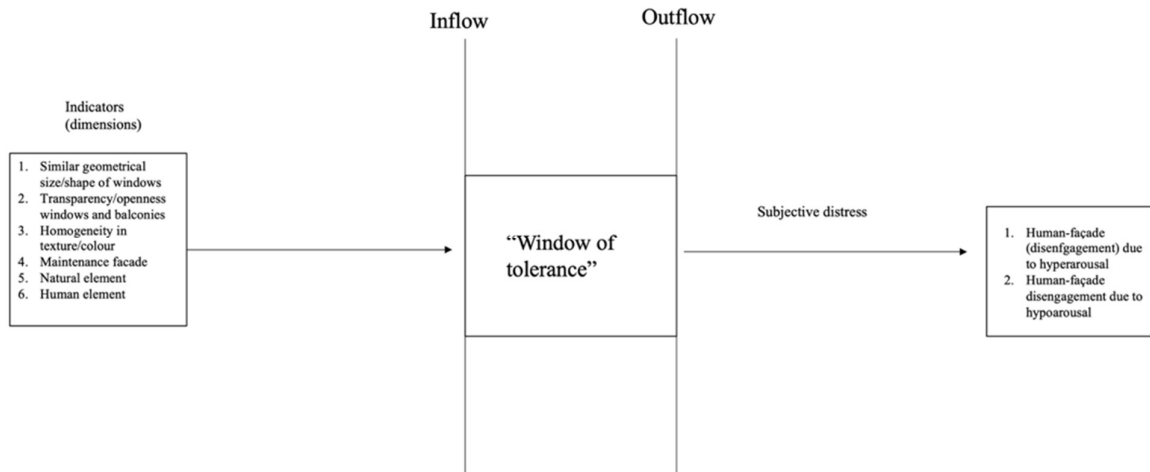 Inflow
Outflow
Indicators
(dimensions)
1. Similar geometrical
size/shape of windows
2. Transparency/openness
windows and balconies
3. Homogeneity in
texture/colour
4. Maintenance facade
5. Natural element
6. Human element
“Window of
tolerance”
Subjective distress
1. Human-façade
(disenfgagement) due
to hyperarousal
2. Human-façade
disengagement due to
hypoarousal